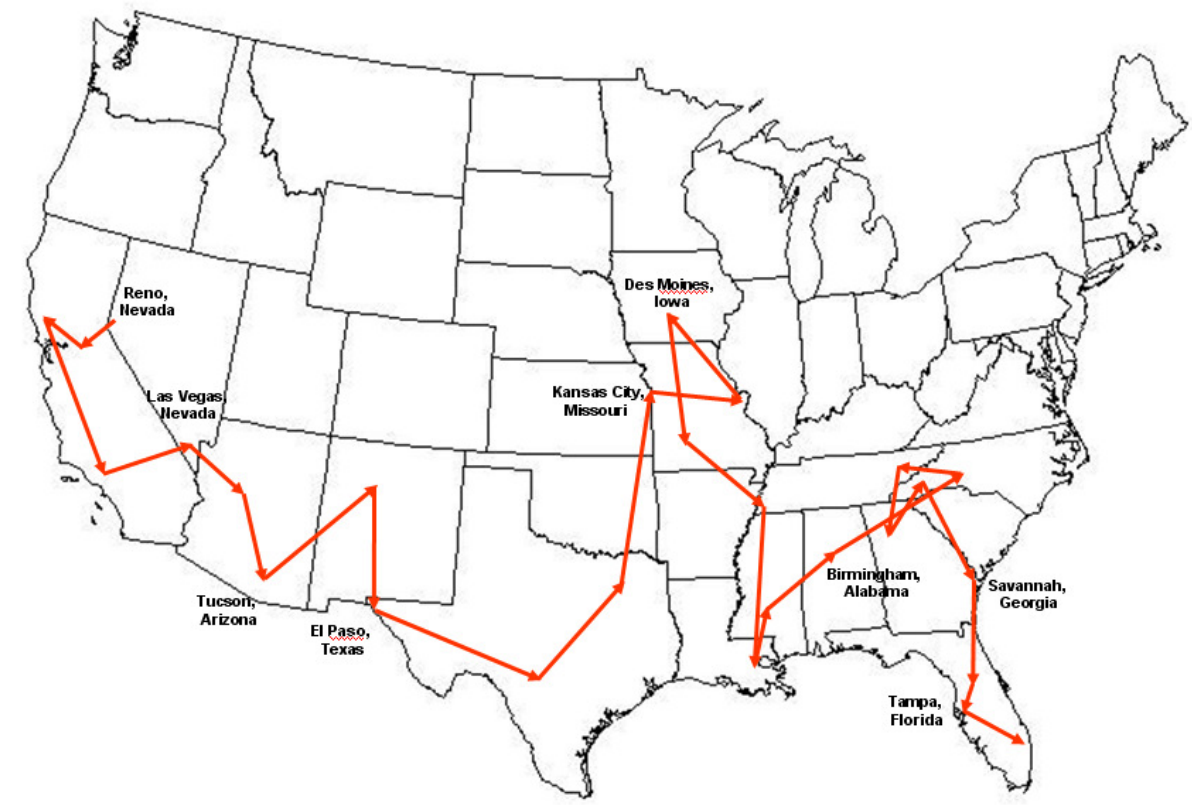 Reno,
Nevada
Des Moines,
Iowa
Las Vegas,
Nevada
Kansas City,
Missouri
Tucson,
Arizona
El Paso,
Texas
Birmingham,
Alabama
Savannah,
Georgia
Tampa,
Florida